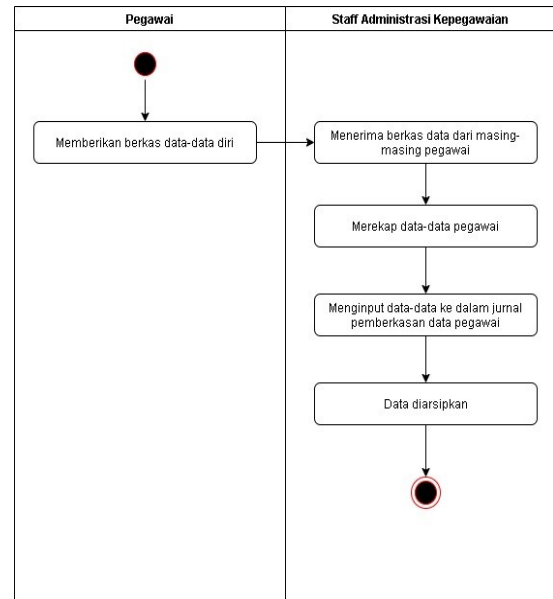 Pegawai
Staff Administrasi Kepegawaian
Memberikan berkas data-data diri
Menerima berkas data dari masing-
masing pegawai
Merekap data-data pegawai
Menginput data-data ke dalam jurnal
pemberkasan data pegawai
Data diarsipkan